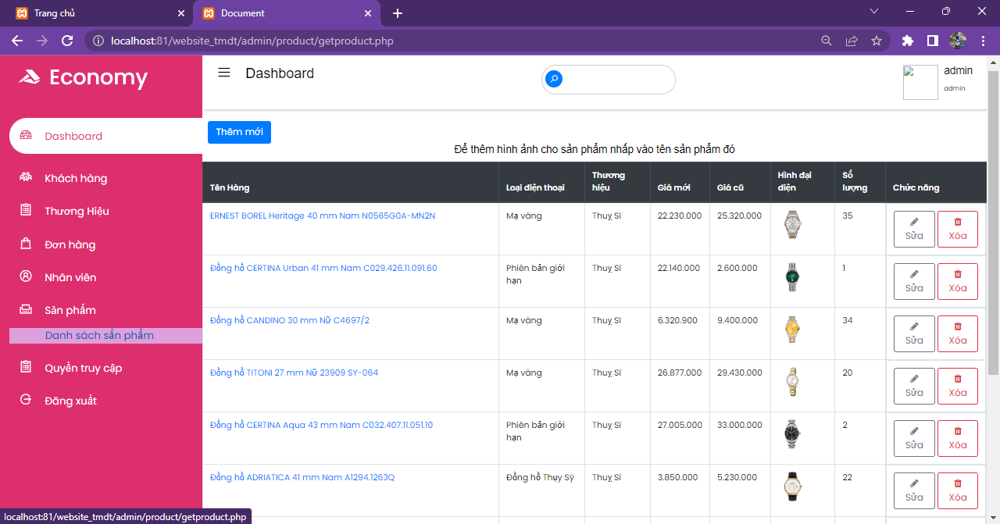 Trang chủ
Document
localhost:81/website_tmdt/admin/product/getproduct.php
Economy
Dashboard
admin
admin
Dashboard
Khách hàng
Thương Hiệu
Đơn hàng
Nhân viên
Sản phẩm
Danh sách sẩn phẩm
Quyền truy cập
Đăng xuất
Thêm mới
Để thêm hình ảnh cho sản phẩm nhấp vào tên sản phẩm đó
Tên Hàng Loại điện thoại Thương hiệu Giá mới Giá cũ Hình đại diện Số lượng Chức năng
ERNEST BOREL Heritage 40 mm Nam N0565G0A-MN2N Mạ vàng Thuỵ Sĩ 22.230.000 25.320.000 35 Sửa Xóa
Đồng hồ CERTINA Urban 41 mm Nam C029.426.11.091.60 Phiên bản giới hạn Thuỵ Sĩ 22.140.000 2.600.000 1 Sửa Xóa
Đồng hồ CANDINO 30 mm Nữ C4697/2 Mạ vàng Thuỵ Sĩ 6.320.900 9.400.000 34 Sửa Xóa
Đồng hồ TITONI 27 mm Nữ 23909 SY-064 Mạ vàng Thuỵ Sĩ 26.877.000 29.430.000 20 Sửa Xóa
Đồng hồ CERTINA Aqua 43 mm Nam C032.407.11.051.10 Phiên bản giới hạn Thuỵ Sĩ 27.005.000 33.000.000 2 Sửa Xóa
Đồng hồ ADRIATICA 41 mm Nam A1294.1263Q Đồng hồ Thụy Sỹ Thuỵ Sĩ 3.850.000 5.230.000 22 Sửa Xóa
localhost:81/website_tmdt/admin/product/getproduct.php